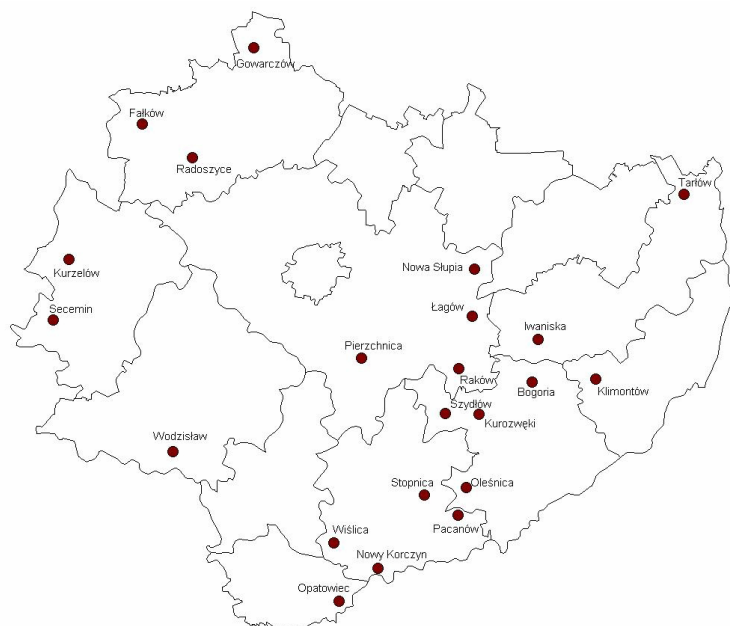 Gowarczów
Fałków
Radoszyce
Tarłów
Kurzelów
Nowa Słupia
Secemin
Łagów
Iwaniska
Pierzchnica
Raków
Bogoria
Klimontów
Szydłów
Kurozwęki
Wodzisław
Stopnica
Oleśnica
Pacanów
Wiślica
Nowy Korczyn
Opatowiec